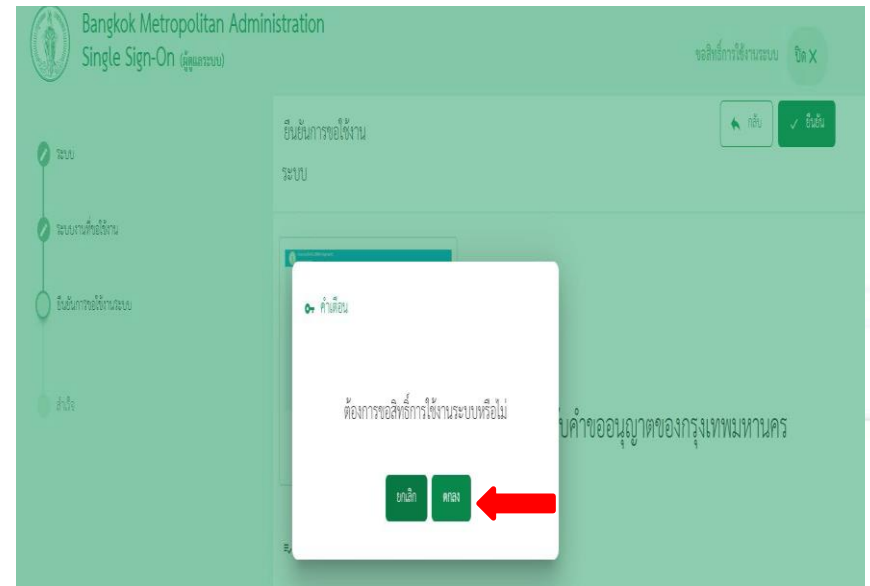 Bangkok Metropolitan Administration
Single Sign-On (ผู้ดูแลระบบ)
ขอสิทธิ์การใช้งานระบบ
ปิด X
ยืนยันการขอใช้งาน
ระบบ
กลับ
ยืนยัน
ระบบ
ระบบงานที่ขอใช้งาน
ยืนยันการขอใช้งานระบบ
สำเร็จ
คำเตือน
ต้องการขอสิทธิ์การใช้งานระบบหรือไม่
ยกเลิก
ตกลง
บคำขออนุญาตของกรุงเทพมหานคร